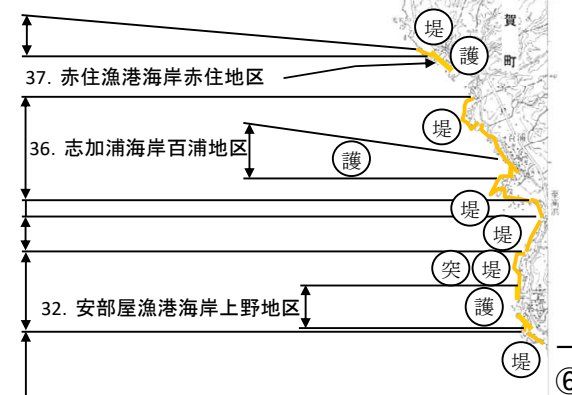 堤
賀
護
町
37. 赤住漁港海岸赤住地区
堤
36. 志加浦海岸百浦地区
護
堤
堤
突
堤
32. 安部屋漁港海岸上野地区
護
堤
⑥